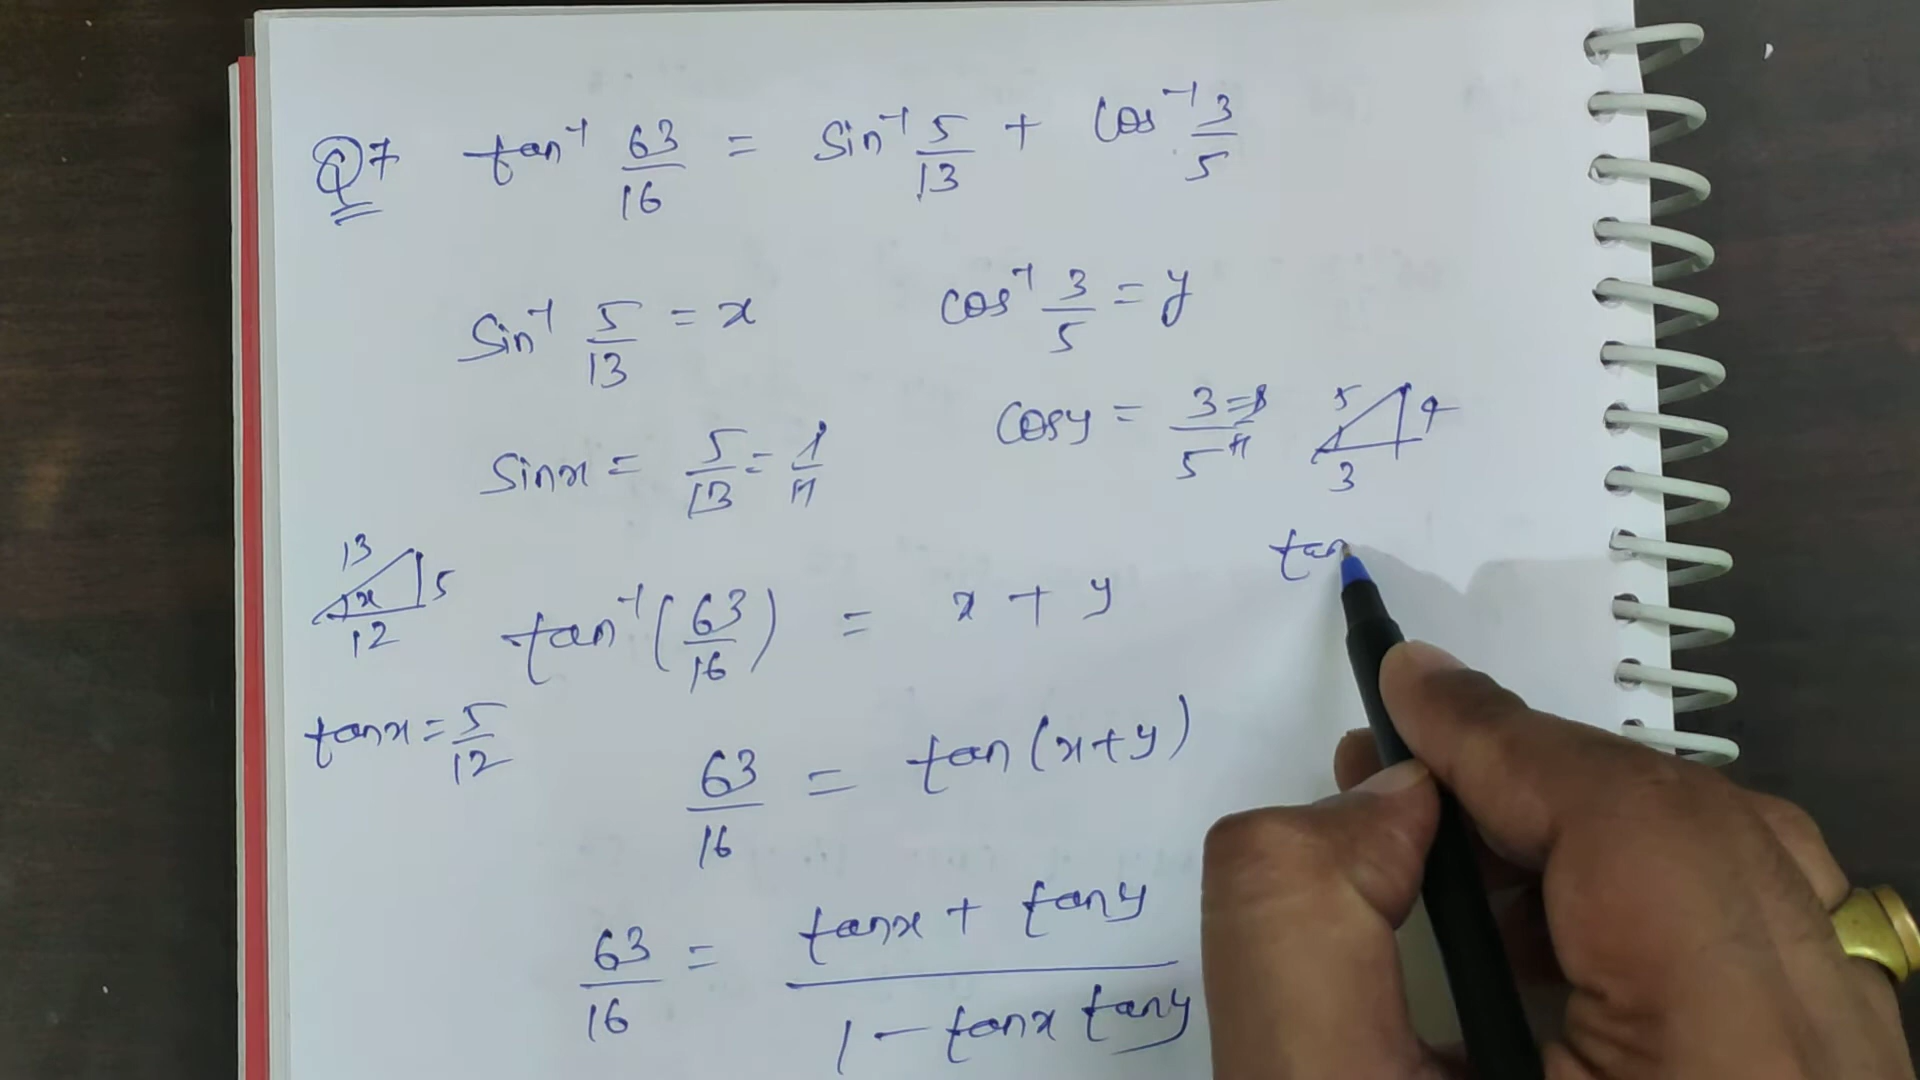 Q7 tan⁻¹ 63/16 = Sin⁻¹ 5/13 + Cos⁻¹ 3/5
Sin⁻¹ 5/13 = x
cos⁻¹ 3/5 = y
Sinx = 5/13 = 1/H
Cosy = 3/5
5 4
3
13 5
x
12
tan⁻¹(63/16) = x + y
tan
tanx = 5/12
63/16 = tan(x+y)
63/16 = tanx + tany / 1 - tanx tany